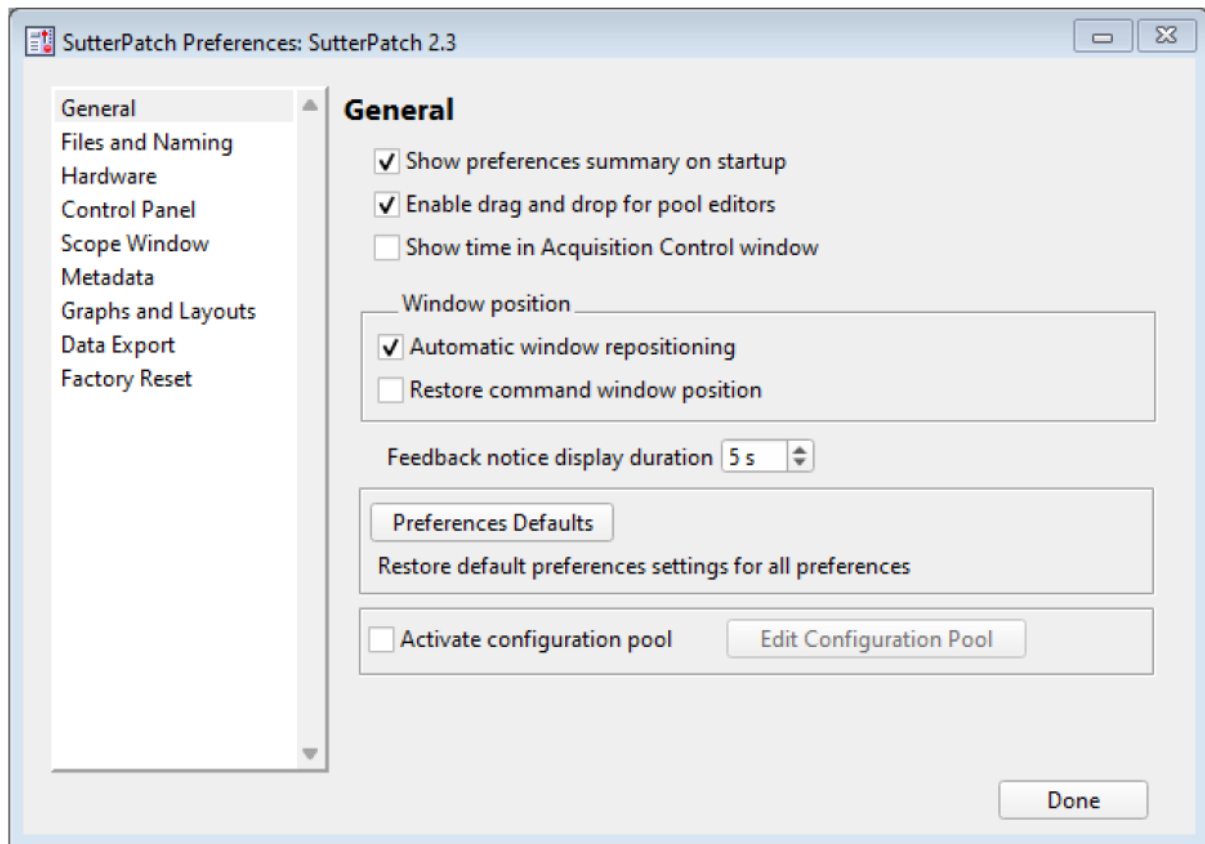 SutterPatch Preferences: SutterPatch 2.3
General
Files and Naming
Hardware
Control Panel
Scope Window
Metadata
Graphs and Layouts
Data Export
Factory Reset
General
Show preferences summary on startup
Enable drag and drop for pool editors
Show time in Acquisition Control window
Window position
Automatic window repositioning
Restore command window position
Feedback notice display duration 5 s
Preferences Defaults
Restore default preferences settings for all preferences
Activate configuration pool Edit Configuration Pool
Done